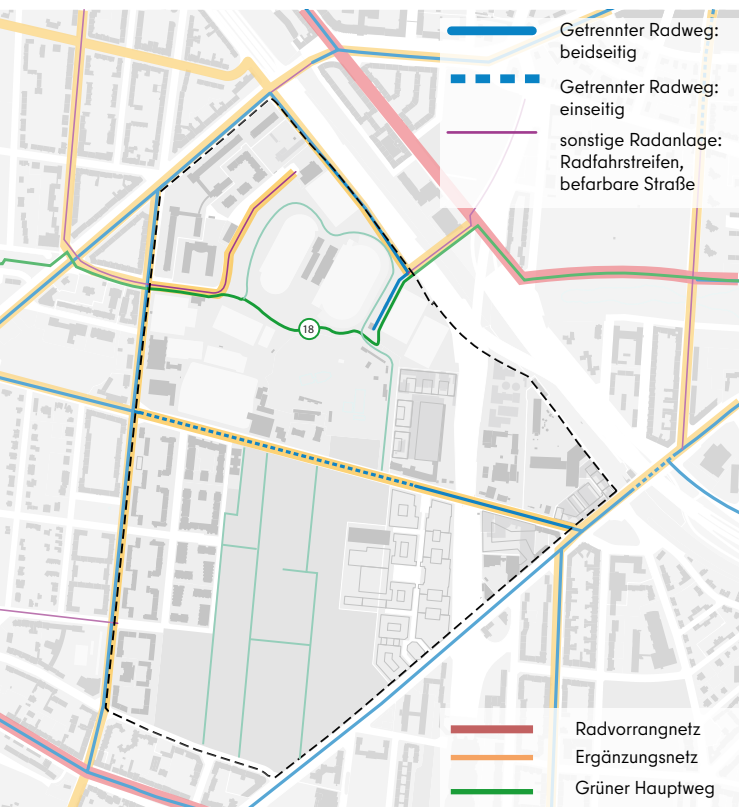 Getrennter Radweg:
beidseitig
Getrennter Radweg:
einseitig
sonstige Radanlage:
Radfahrstreifen,
befarbare Straße
18
Radvorrangnetz
Ergänzungsnetz
Grüner Hauptweg